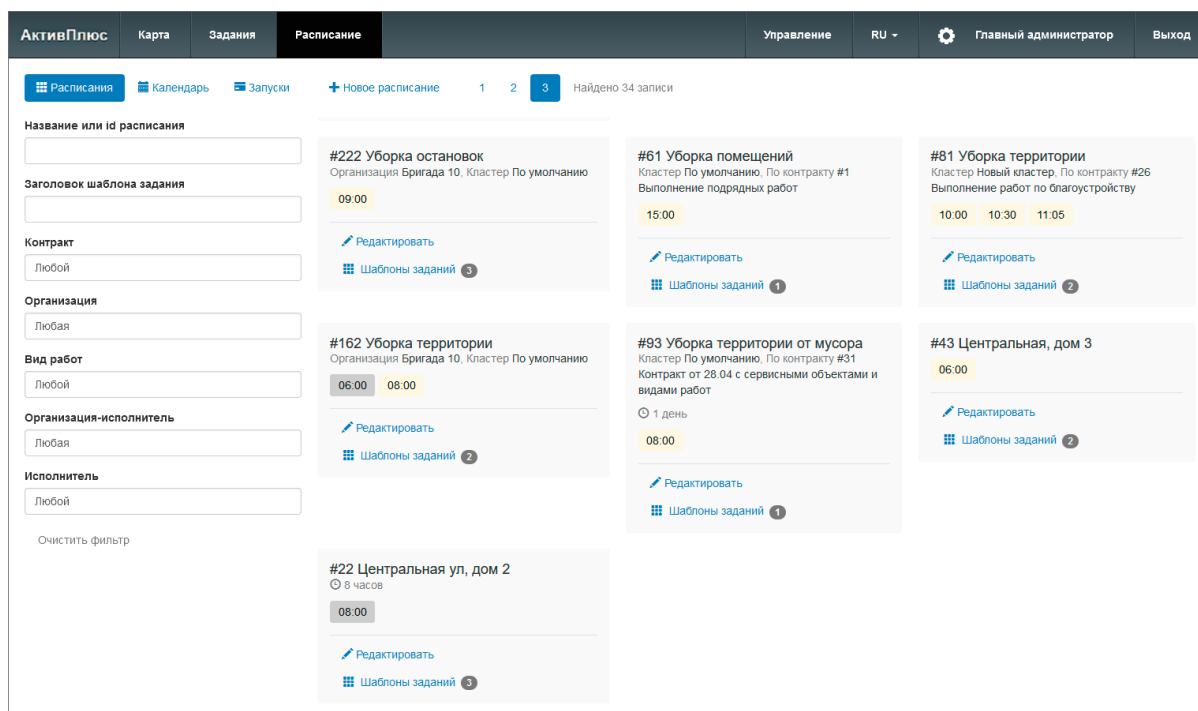 АктивПлюс Карта Задания Расписание Управление RU Главный администратор Выход
Расписания Календарь Запуски Новое расписание 1 2 3 Найдено 34 записи
Название или id расписания
Заголовок шаблона задания
Контракт
Любой
Организация
Любая
Вид работ
Любой
Организация-исполнитель
Любая
Исполнитель
Любой
Очистить фильтр
#222 Уборка остановок
Организация Бригада 10, Кластер По умолчанию
09:00
Редактировать
Шаблоны заданий 3
#61 Уборка помещений
Кластер По умолчанию, По контракту #1
Выполнение подрядных работ
15:00
Редактировать
Шаблоны заданий 1
#81 Уборка территории
Кластер Новый кластер, По контракту #26
Выполнение работ по благоустройству
10:00 10:30 11:05
Редактировать
Шаблоны заданий 2
#162 Уборка территории
Организация Бригада 10, Кластер По умолчанию
06:00 08:00
Редактировать
Шаблоны заданий 2
#93 Уборка территории от мусора
Кластер По умолчанию, По контракту #31
Контракт от 28.04 с сервисными объектами и
видами работ
1 день
08:00
Редактировать
Шаблоны заданий 1
#43 Центральная, дом 3
06:00
Редактировать
Шаблоны заданий 2
#22 Центральная ул, дом 2
8 часов
08:00
Редактировать
Шаблоны заданий 3